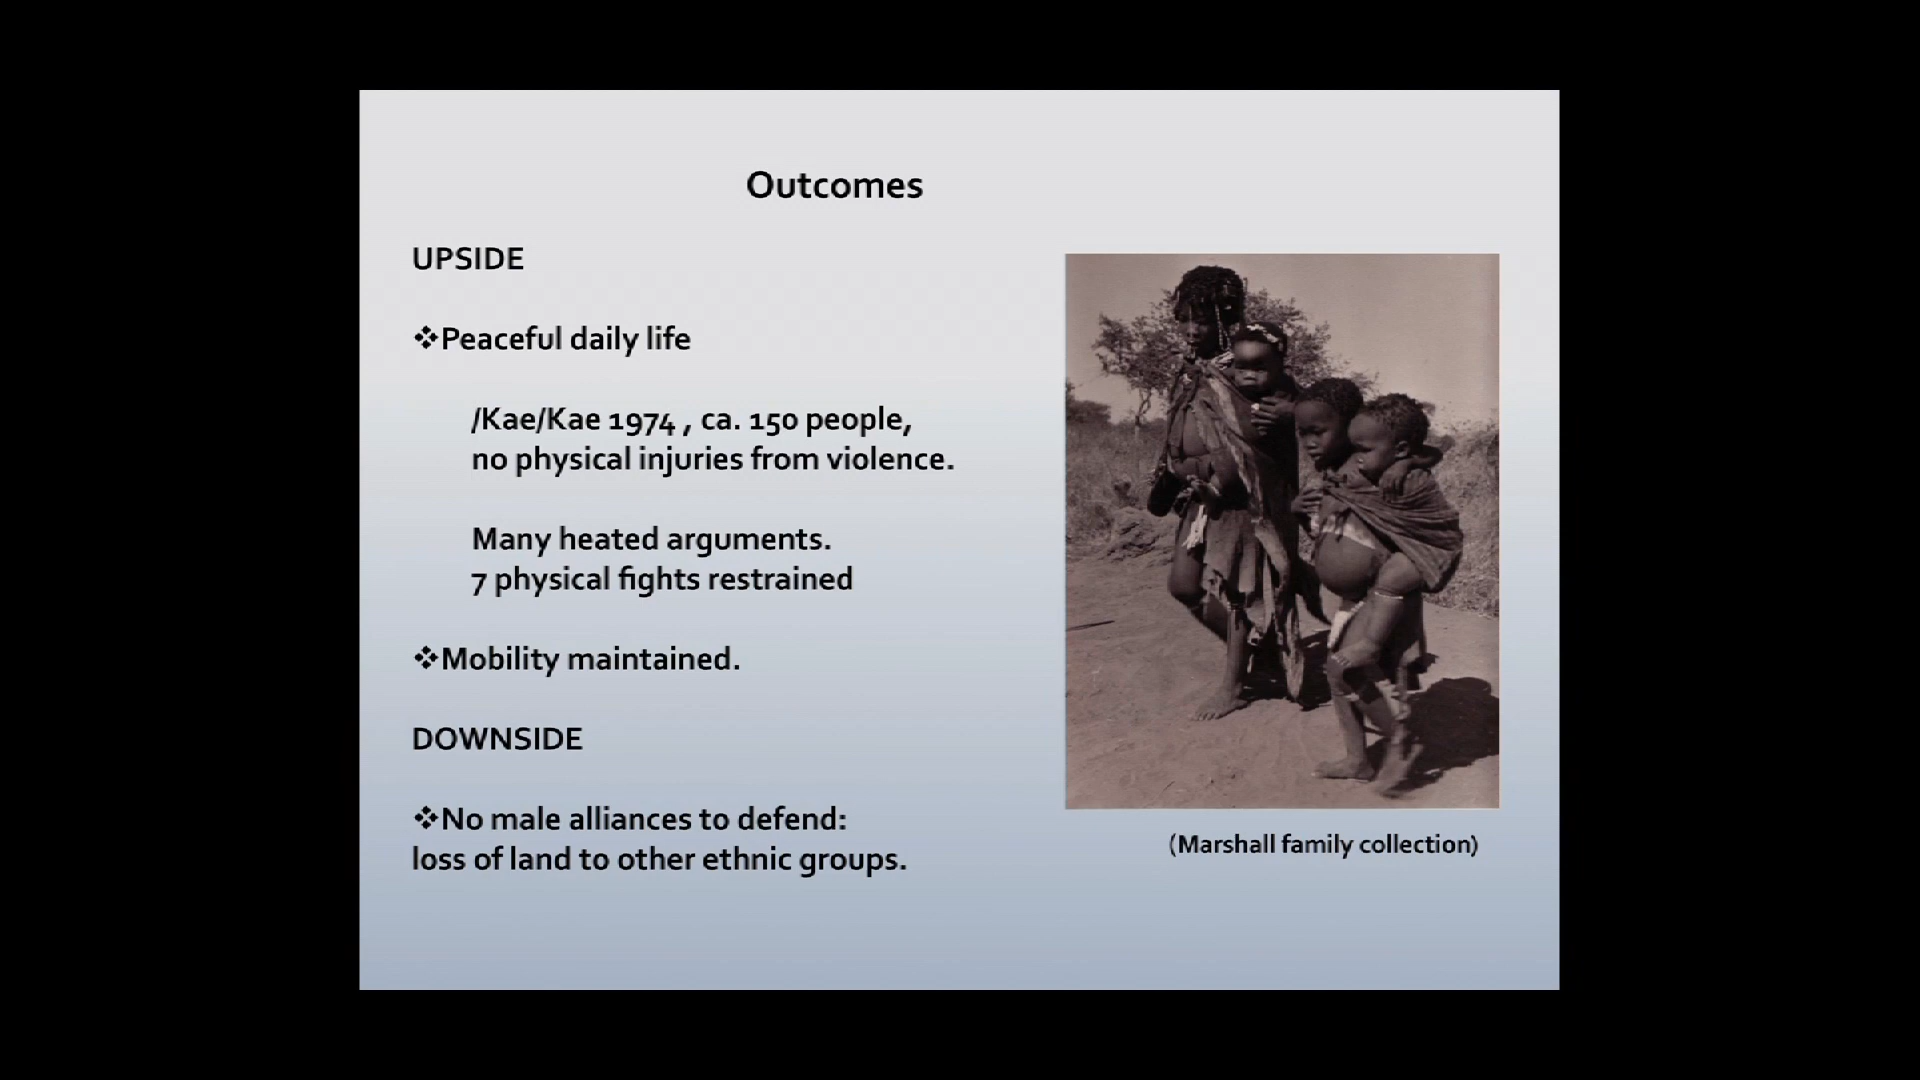 Outcomes
UPSIDE
❖Peaceful daily life
/Kae/Kae 1974 , ca. 150 people,
no physical injuries from violence.
Many heated arguments.
7 physical fights restrained
❖Mobility maintained.
DOWNSIDE
❖No male alliances to defend:
loss of land to other ethnic groups.
(Marshall family collection)